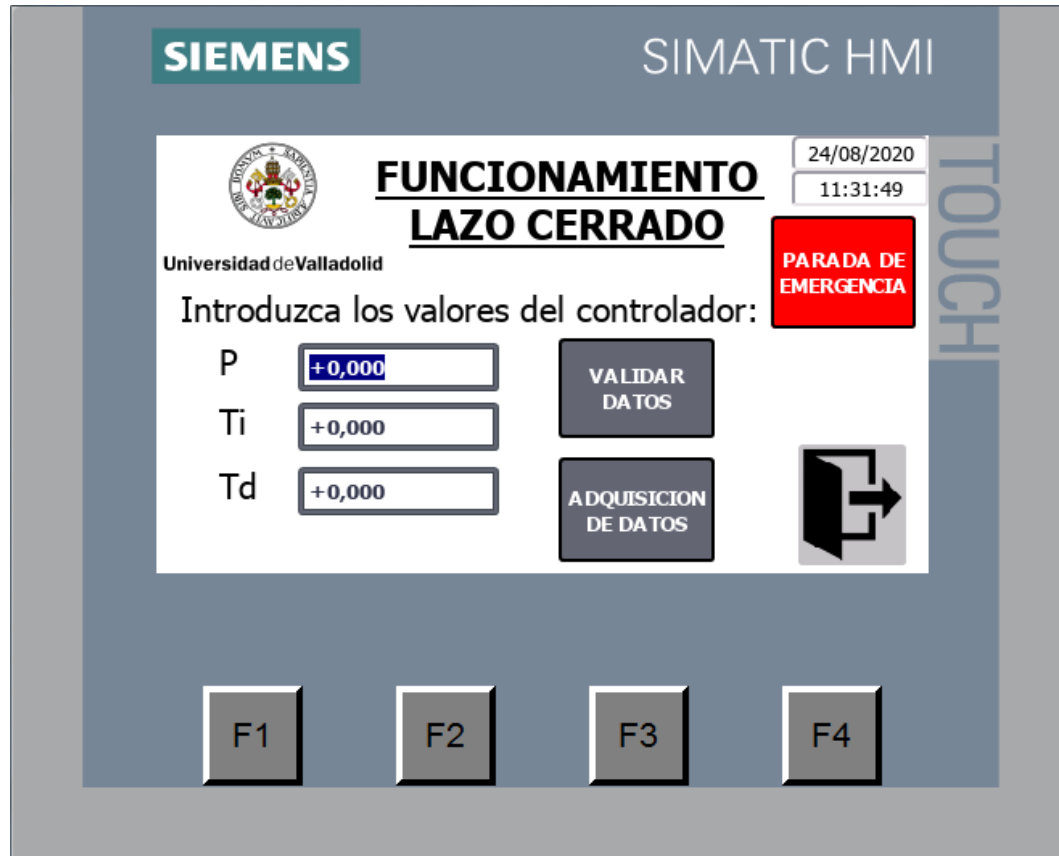 SIEMENS
SIMATIC HMI
TOUCH
24/08/2020
11:31:49
FUNCIONAMIENTO
LAZO CERRADO
Universidad de Valladolid
PARADA DE
EMERGENCIA
Introduzca los valores del controlador:
P
+0,000
Ti
+0,000
Td
+0,000
VALIDAR
DATOS
ADQUISICION
DE DATOS
F1
F2
F3
F4